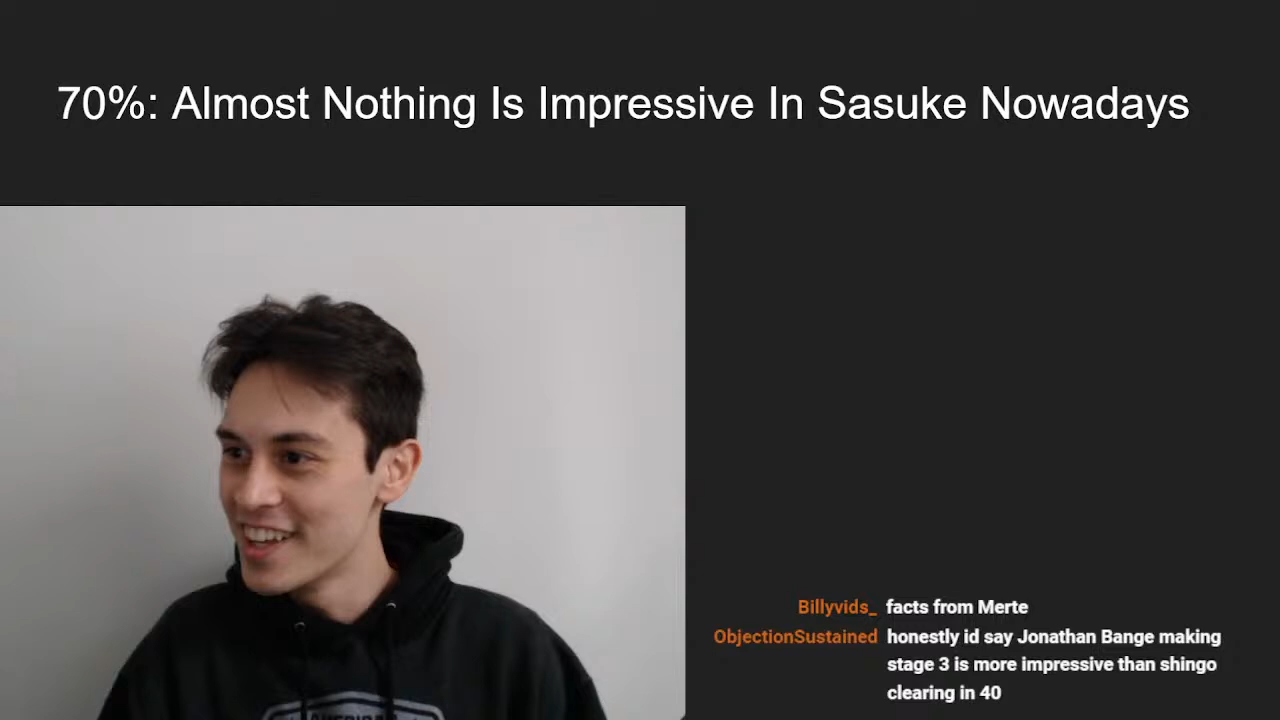 70%: Almost Nothing Is Impressive In Sasuke Nowadays
Billyvids_ facts from Merte
ObjectionSustained honestly id say Jonathan Bange making
stage 3 is more impressive than shingo
clearing in 40